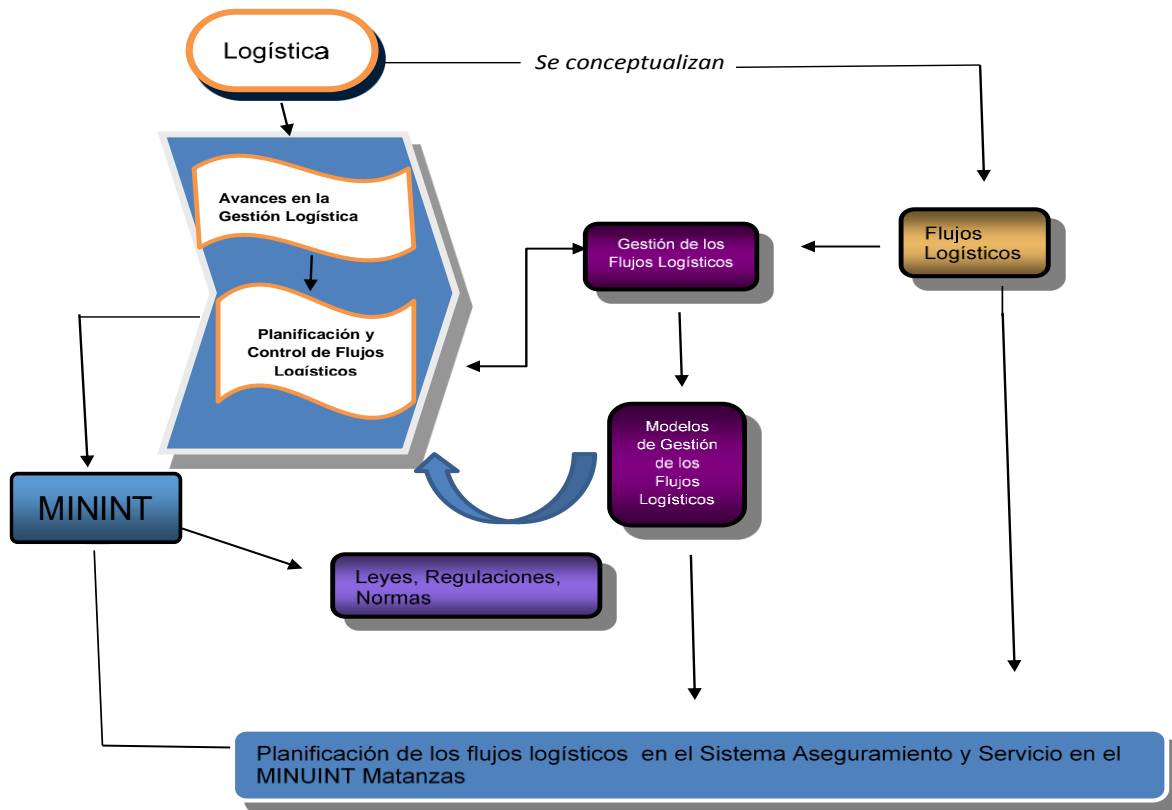 Logística
Se conceptualizan
Avances en la
Gestión Logística
Planificación y
Control de Flujos
Logísticos
Gestión de los
Flujos Logísticos
Flujos
Logísticos
Modelos
de Gestión
de los
Flujos
Logísticos
MININT
Leyes, Regulaciones,
Normas
Planificación de los flujos logísticos en el Sistema Aseguramiento y Servicio en el
MINUINT Matanzas